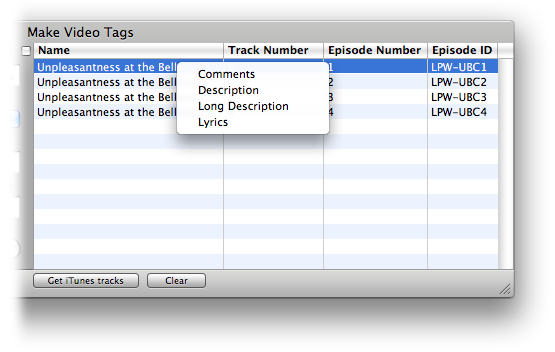 Make Video Tags
Name Track Number Episode Number Episode ID
Unpleasantness at the Bell 1 LPW-UBC1
Unpleasantness at the Bell 2 LPW-UBC2
Unpleasantness at the Bell 3 LPW-UBC3
Unpleasantness at the Bell 4 LPW-UBC4
Comments
Description
Long Description
Lyrics
Get iTunes tracks Clear